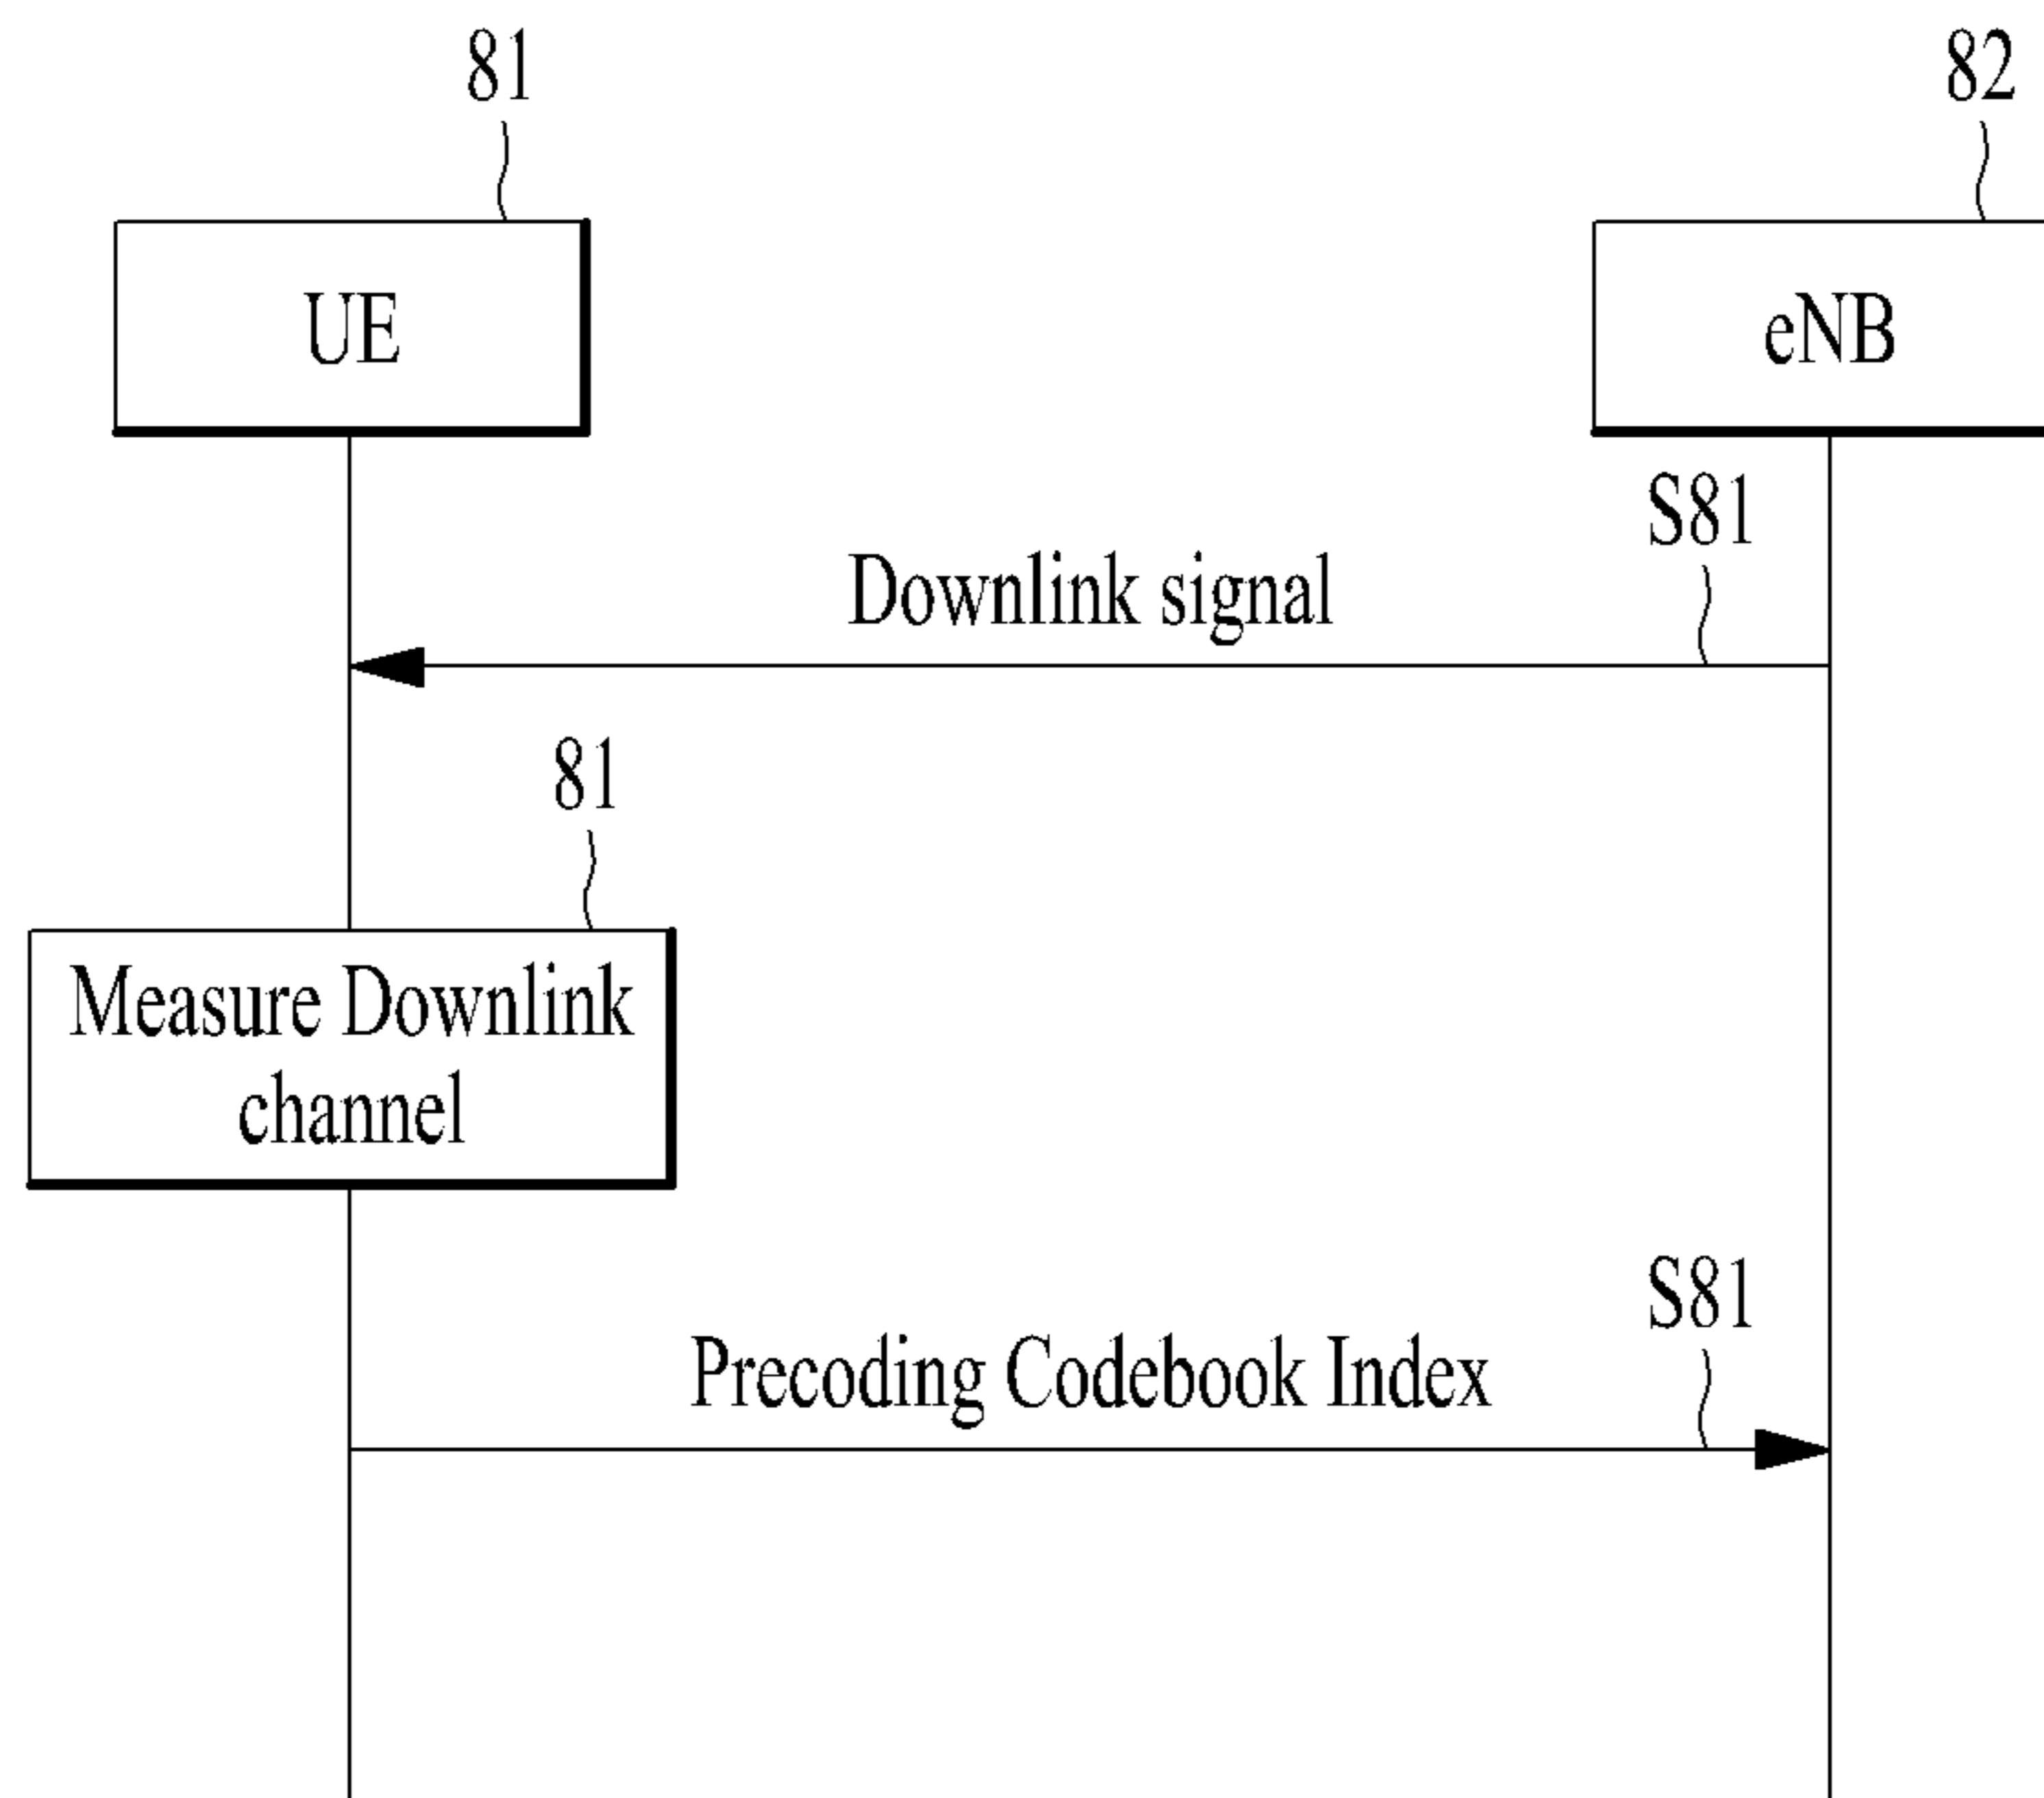 81
82
UE
eNB
S81
Downlink signal
81
Measure Downlink
channel
S81
Precoding Codebook Index